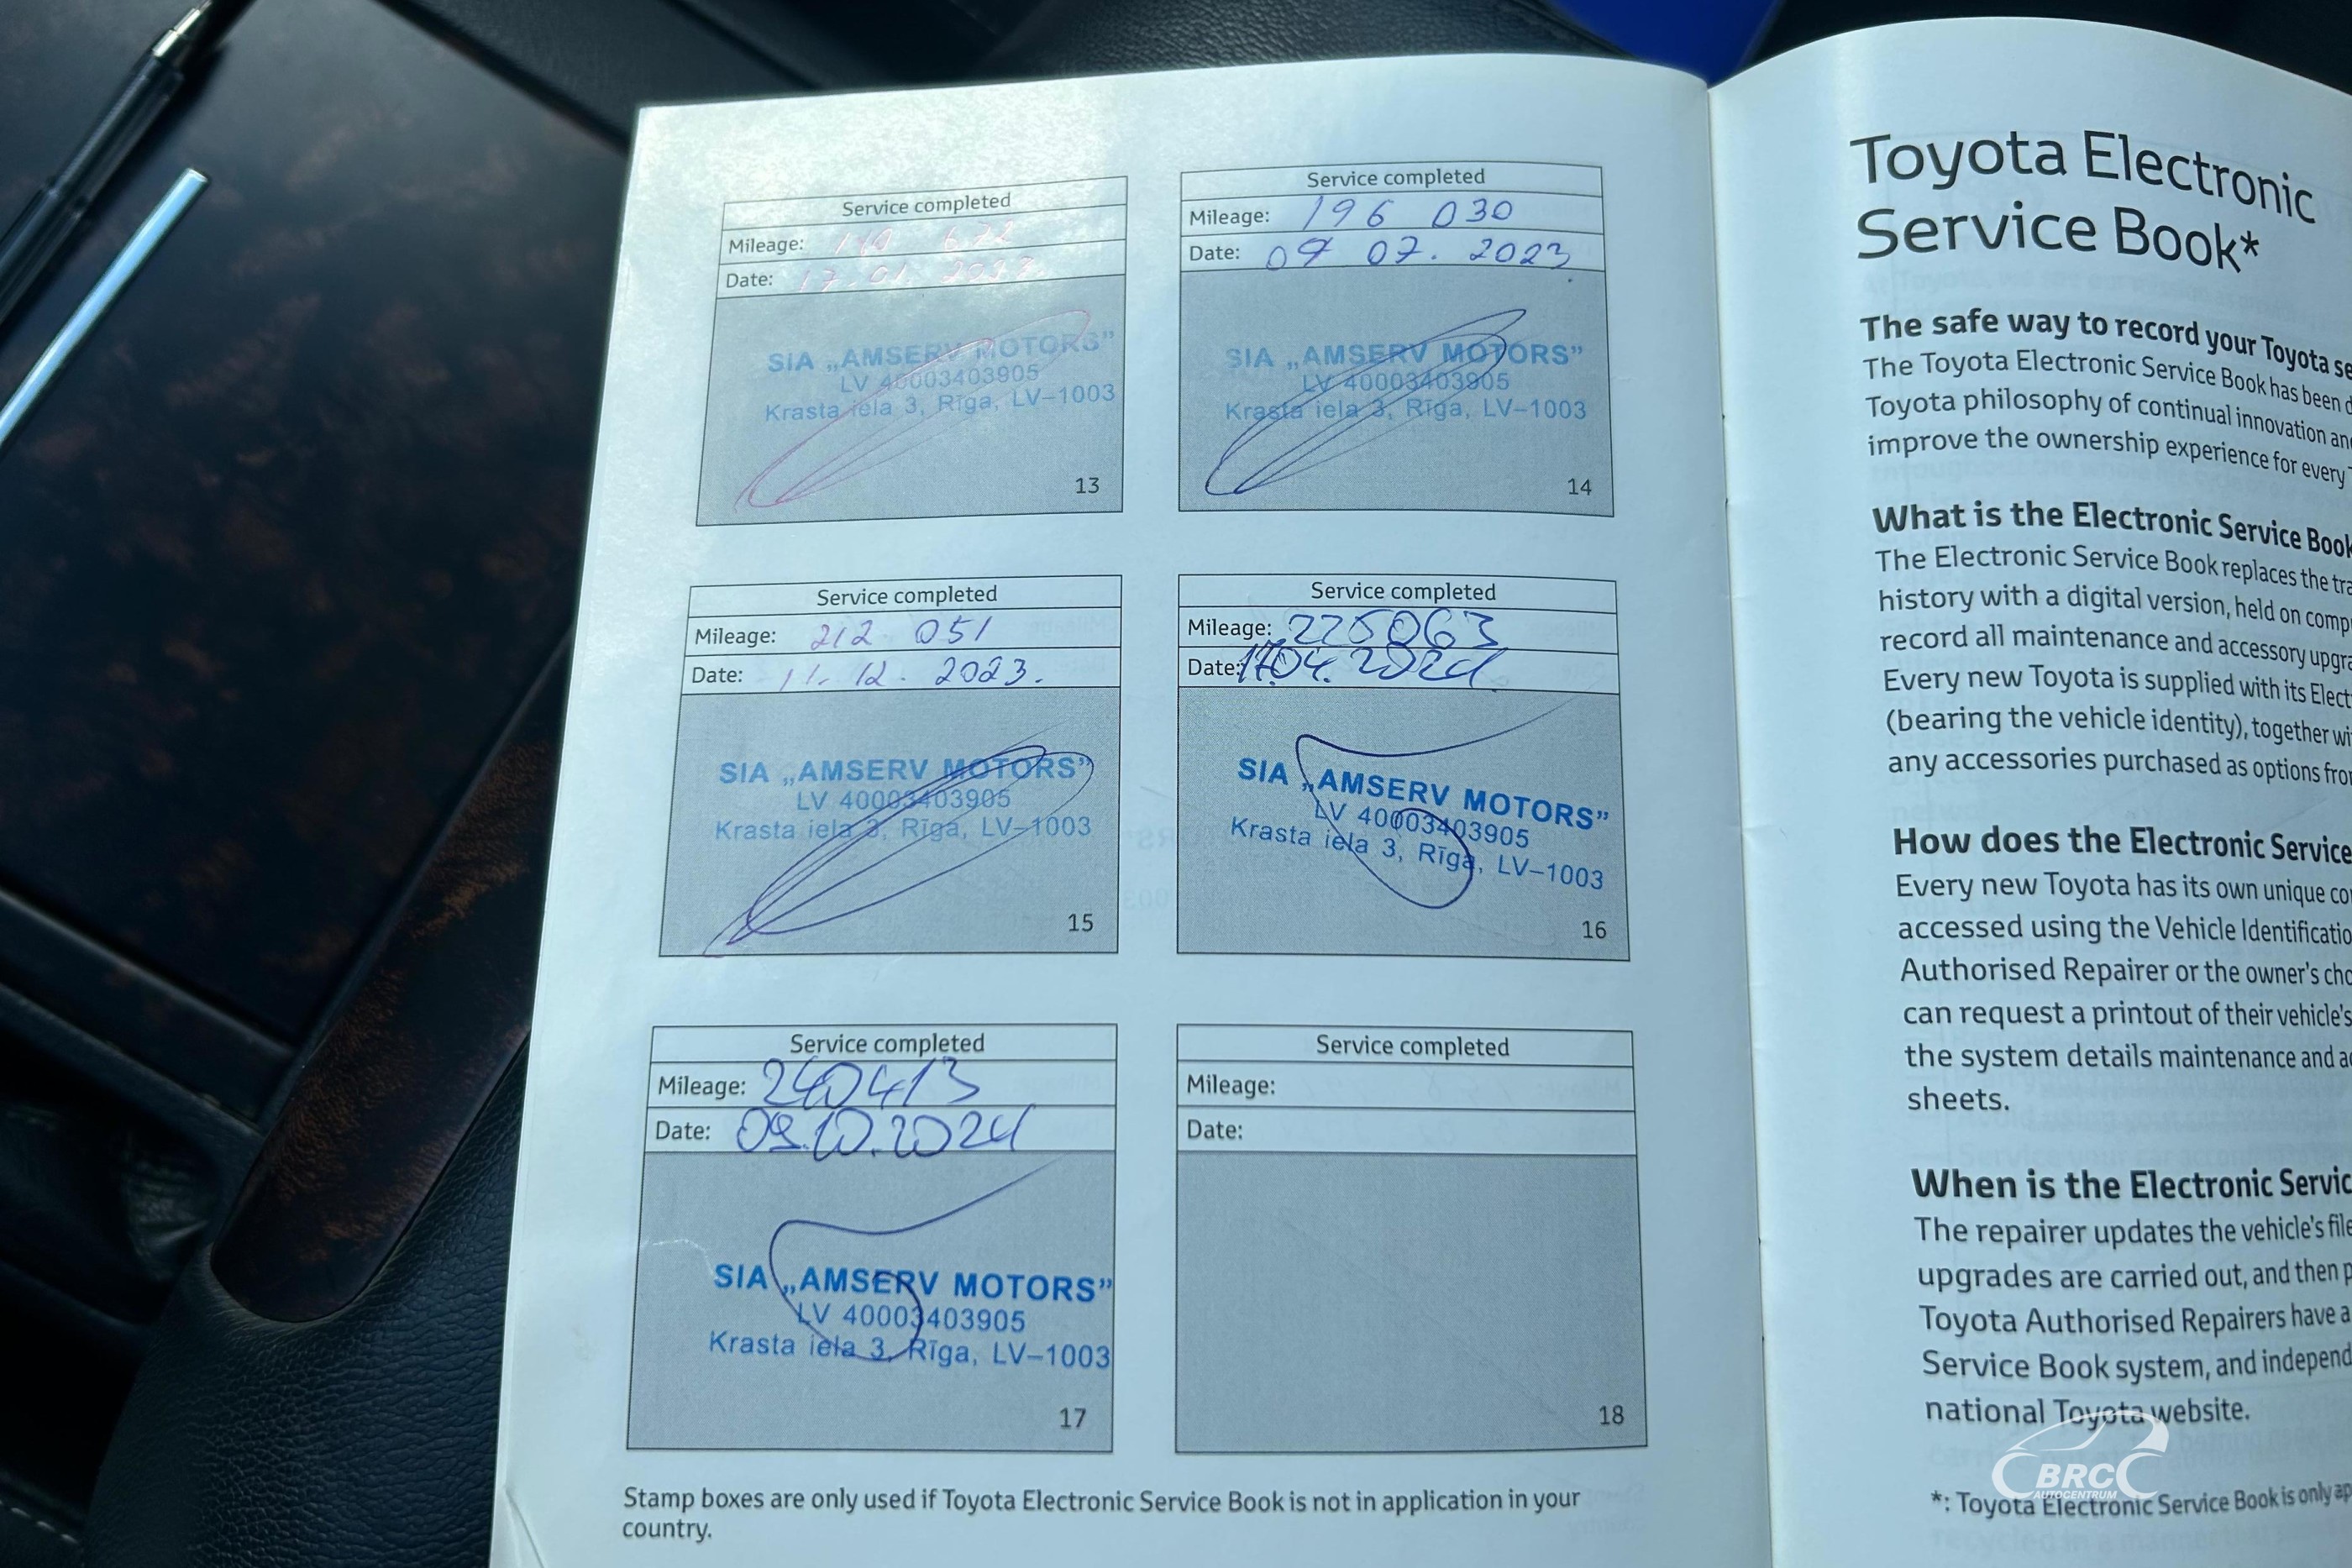 Service completed
Mileage:
Date: 17.01.2023.
SIA „AMSERV MOTORS”
LV 40003403905
Krasta iela 3, Rīga, LV–1003
13
Service completed
Mileage: 196 030
Date: 07. 2023
SIA „AMSERV MOTORS”
LV 40003403905
Krasta iela 3, Rīga, LV–1003
14
Service completed
Mileage: 212 051
Date: 11. 12. 2023.
SIA „AMSERV MOTORS”
LV 40003403905
Krasta iela 3, Rīga, LV–1003
15
Service completed
Mileage: 225063
Date: 17.04.2024
SIA „AMSERV MOTORS”
LV 40003403905
Krasta iela 3, Rīga, LV–1003
16
Service completed
Mileage: 240413
Date: 09.10.2024
SIA „AMSERV MOTORS”
LV 40003403905
Krasta iela 3, Rīga, LV–1003
17
Service completed
Mileage:
Date:
18
Stamp boxes are only used if Toyota Electronic Service Book is not in application in your
country.
Toyota Electronic
Service Book*
The safe way to record your Toyota
The Toyota Electronic Service Book has been
Toyota philosophy of continual innovation
improve the ownership experience for every
What is the Electronic Service Book
The Electronic Service Book replaces the
history with a digital version, held on
record all maintenance and accessory
Every new Toyota is supplied with its
(bearing the vehicle identity), together
any accessories purchased as options
How does the Electronic Service
Every new Toyota has its own unique
accessed using the Vehicle
Authorised Repairer or the owner's
can request a printout of their vehicle's
the system details maintenance and
sheets.
When is the Electronic
The repairer updates the vehicle's
upgrades are carried out, and then
Toyota Authorised Repairers have a
Service Book system, and
national Toyota website.
*: Toyota Electronic Service Book is only
BRC
AUTOCENTRUM